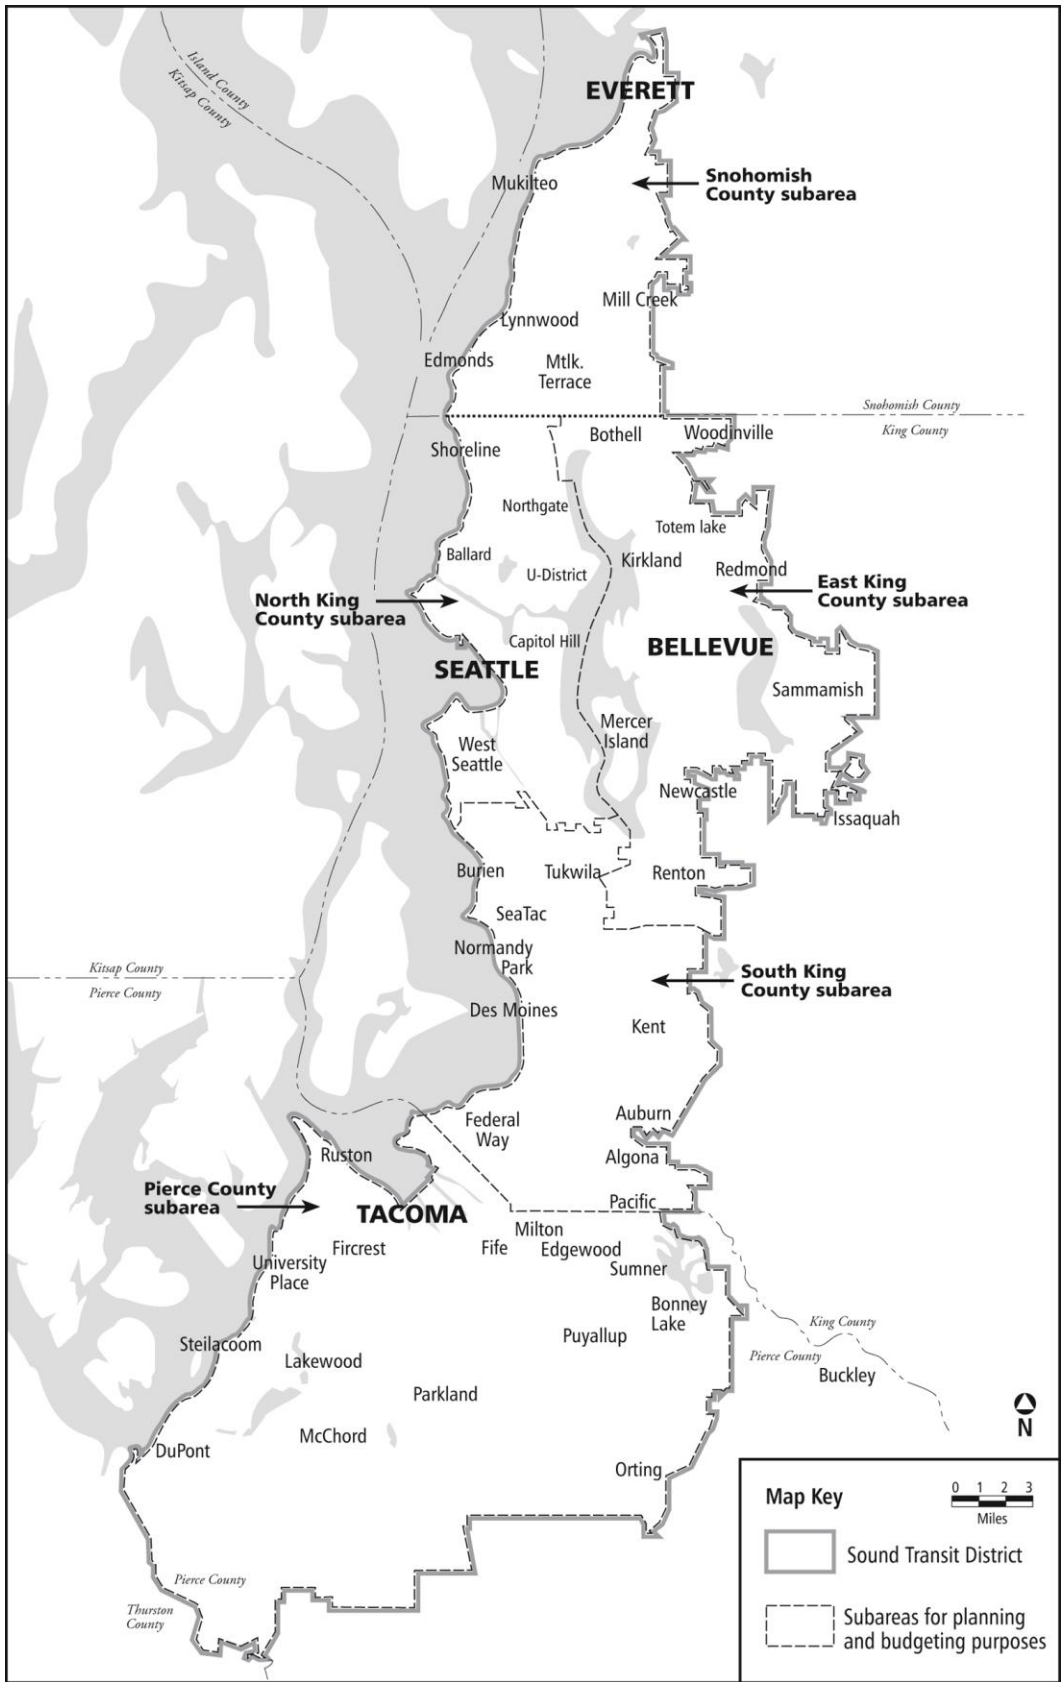 Island County
Kitsap County
EVERETT
Mukilteo
Snohomish
County subarea
Mill Creek
Lynnwood
Edmonds
Mtlk.
Terrace
Snohomish County
King County
Shoreline
Bothell
Woodinville
Northgate
Totem lake
Ballard
U-District
Kirkland
Redmond
North King
County subarea
East King
County subarea
Capitol Hill
BELLEVUE
SEATTLE
Sammamish
Mercer
Island
West
Seattle
Newcastle
Issaquah
Burien
Tukwila
Renton
SeaTac
Normandy
Park
Kitsap County
Pierce County
South King
County subarea
Des Moines
Kent
Auburn
Federal
Way
Ruston
Algona
Pierce County
subarea
Pacific
TACOMA
Milton
Fircrest
Fife
Edgewood
University
Place
Sumner
Bonney
Lake
King County
Pierce County
Puyallup
Steilacoom
Lakewood
Buckley
Parkland
McChord
DuPont
N
Orting
Map Key
0 1 2 3
Miles
Sound Transit District
Subareas for planning
and budgeting purposes
Pierce County
Thurston
County